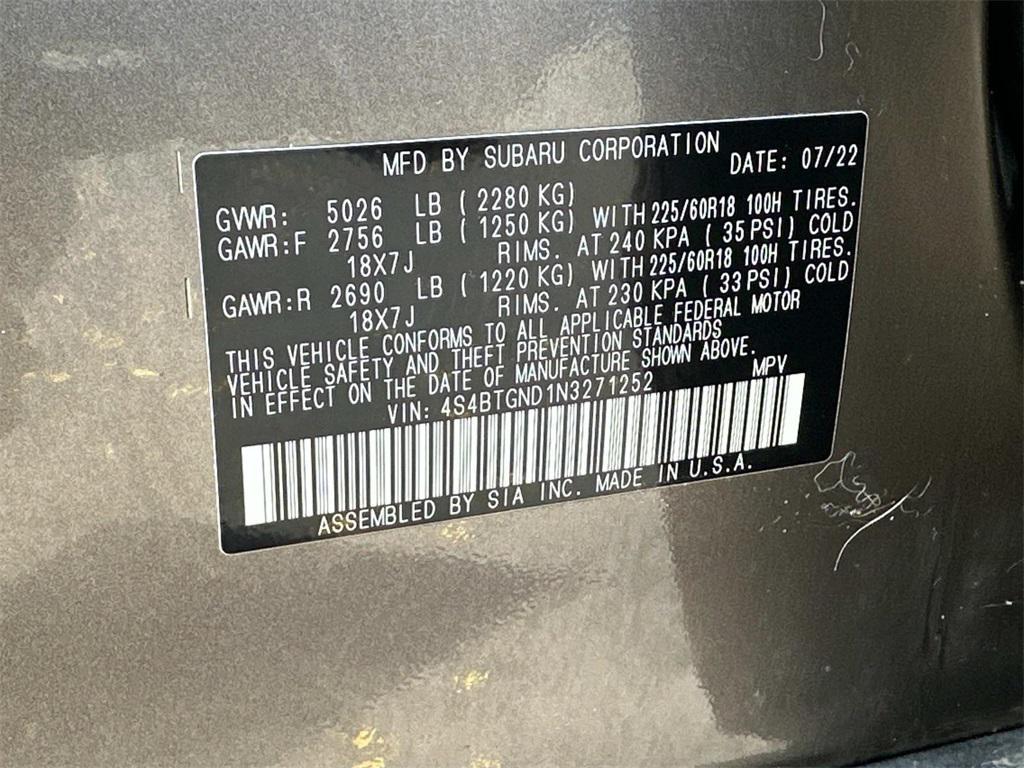 MFD BY SUBARU CORPORATION DATE: 07/22
GVWR: 5026 LB ( 2280 KG)
GAWR:F 2756 LB ( 1250 KG) WITH 225/60R18 100H TIRES.
18X7J RIMS. AT 240 KPA ( 35 PSI) COLD
GAWR:R 2690 LB ( 1220 KG) WITH 225/60R18 100H TIRES.
18X7J RIMS. AT 230 KPA ( 33 PSI) COLD
THIS VEHICLE CONFORMS TO ALL APPLICABLE FEDERAL MOTOR
VEHICLE SAFETY AND THEFT PREVENTION STANDARDS
IN EFFECT ON THE DATE OF MANUFACTURE SHOWN ABOVE.
VIN: 4S4BTGND1N3271252 MPV
ASSEMBLED BY SIA INC. MADE IN U.S.A.